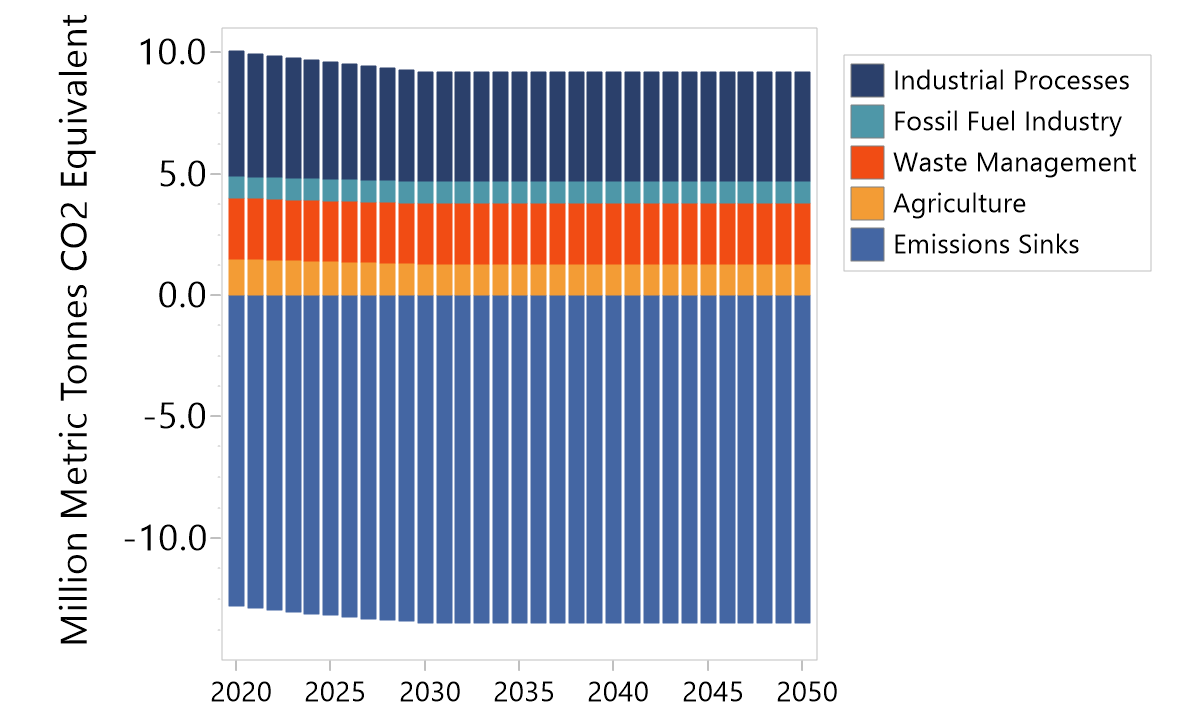 Million Metric Tonnes CO2 Equivalent
10.0
5.0
0.0
-5.0
-10.0
2020 2025 2030 2035 2040 2045 2050
Industrial Processes
Fossil Fuel Industry
Waste Management
Agriculture
Emissions Sinks